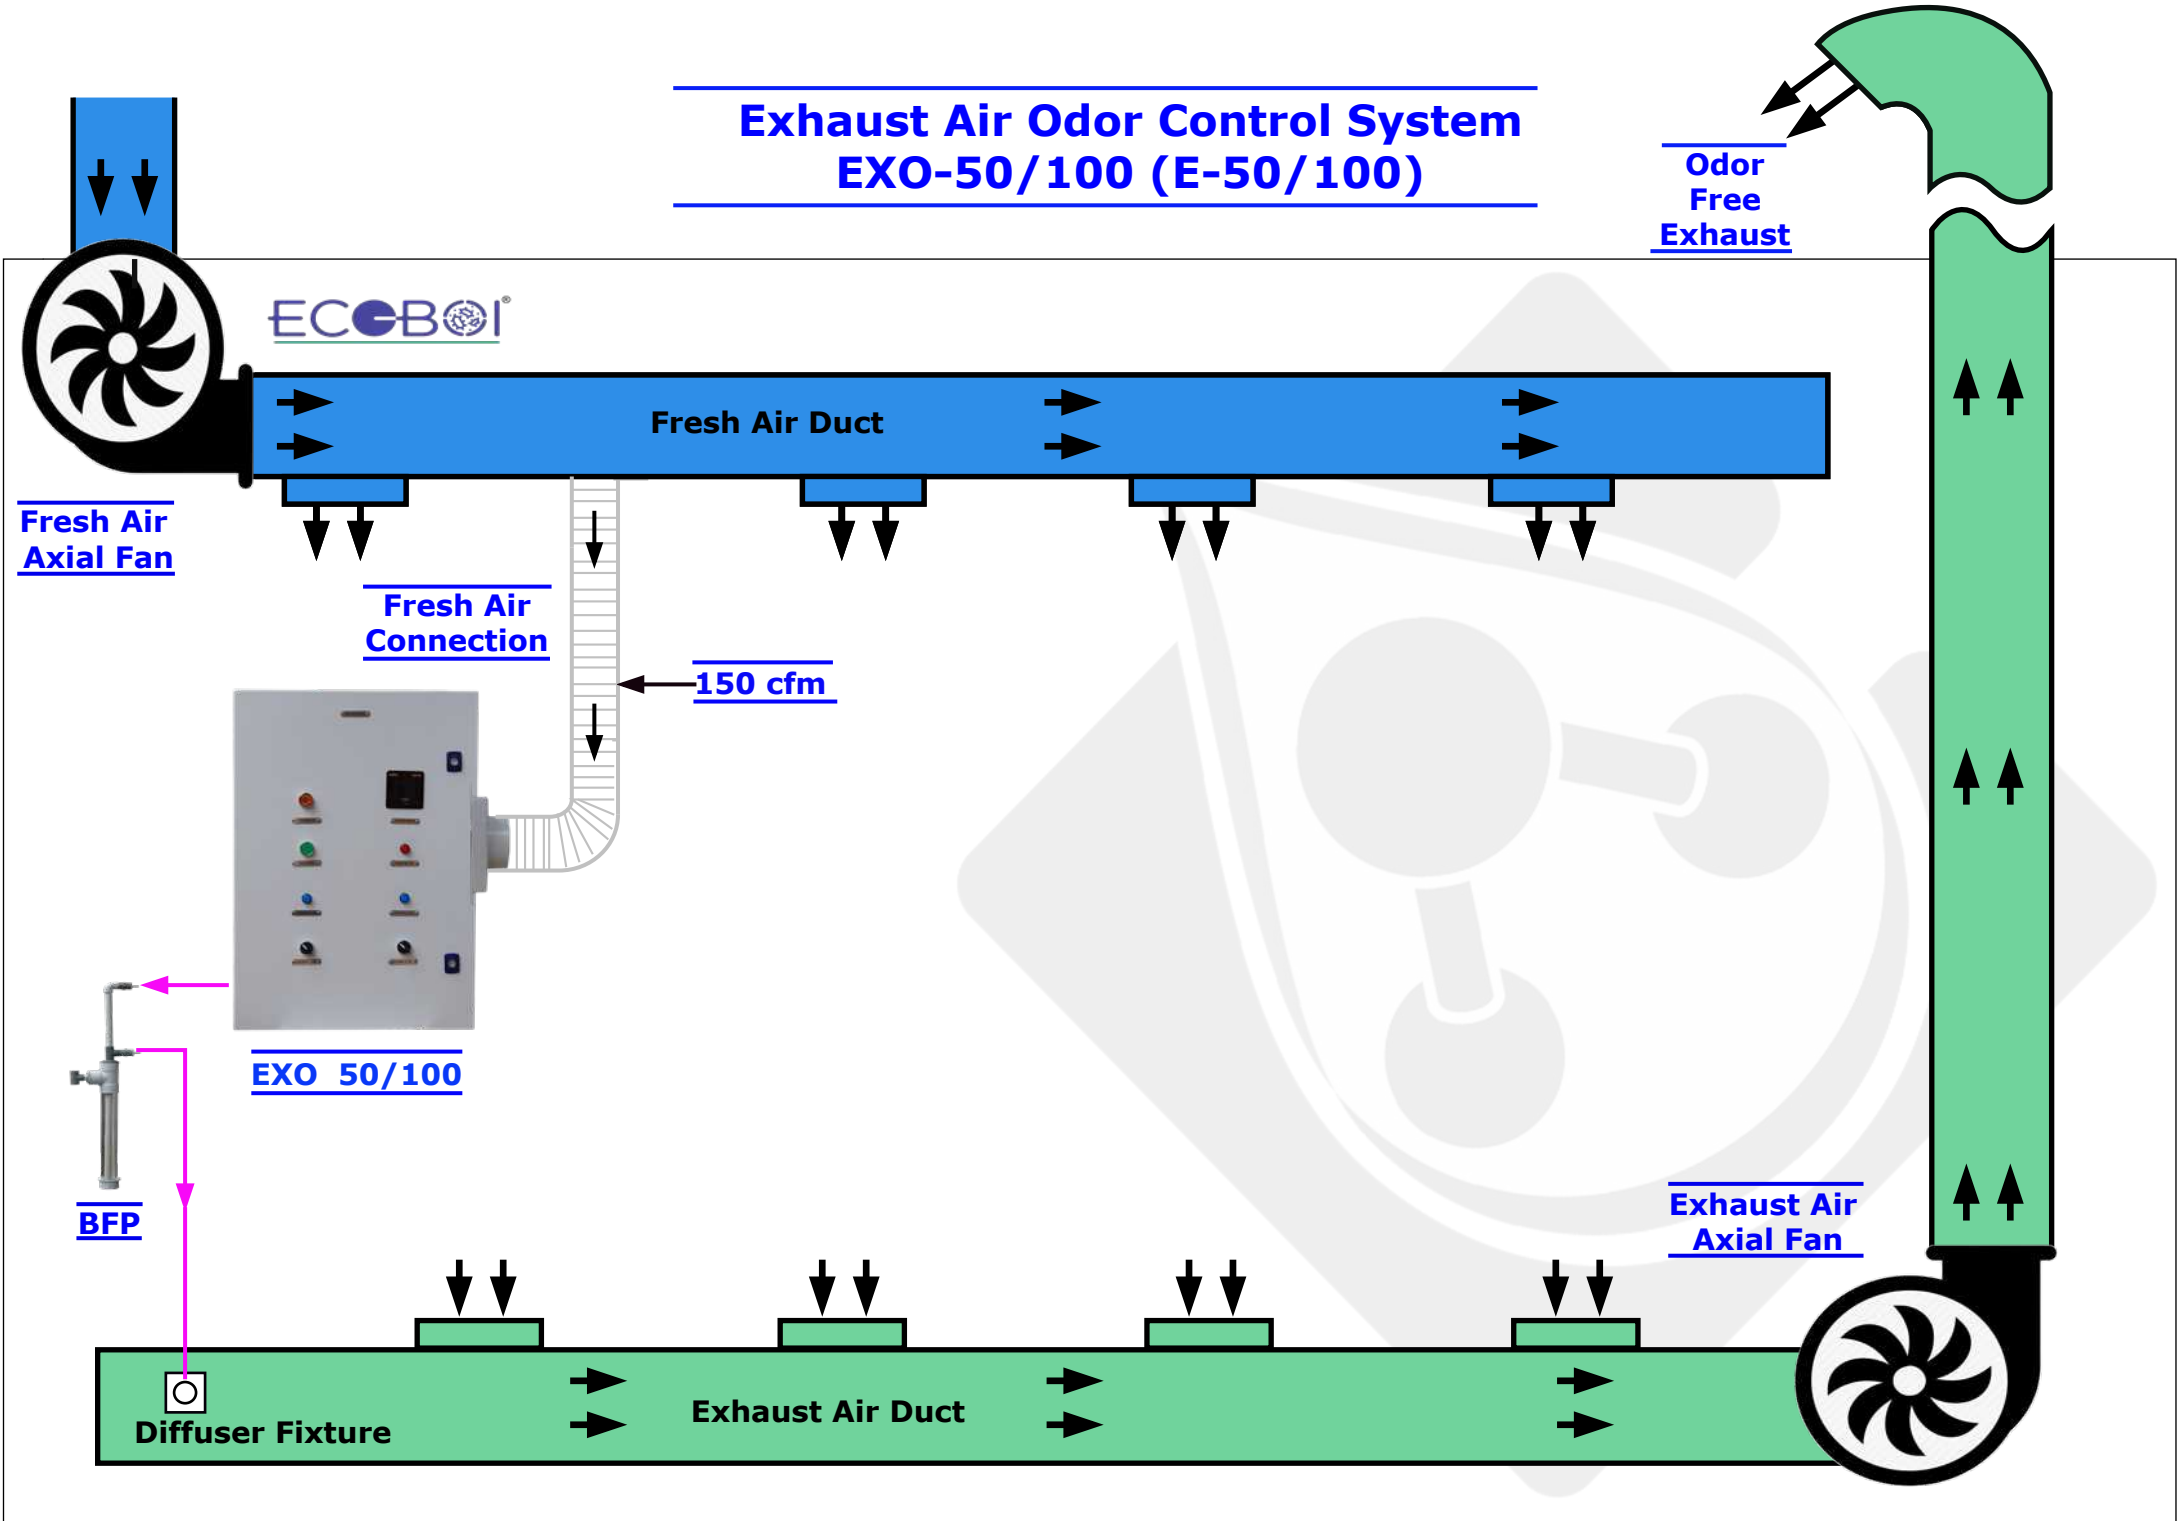 Exhaust Air Odor Control System
EXO-50/100 (E-50/100)
Odor
Free
Exhaust
ECOBOI®
Fresh Air Duct
Fresh Air
Axial Fan
Fresh Air
Connection
150 cfm
EXO 50/100
BFP
Exhaust Air
Axial Fan
Exhaust Air Duct
Diffuser Fixture